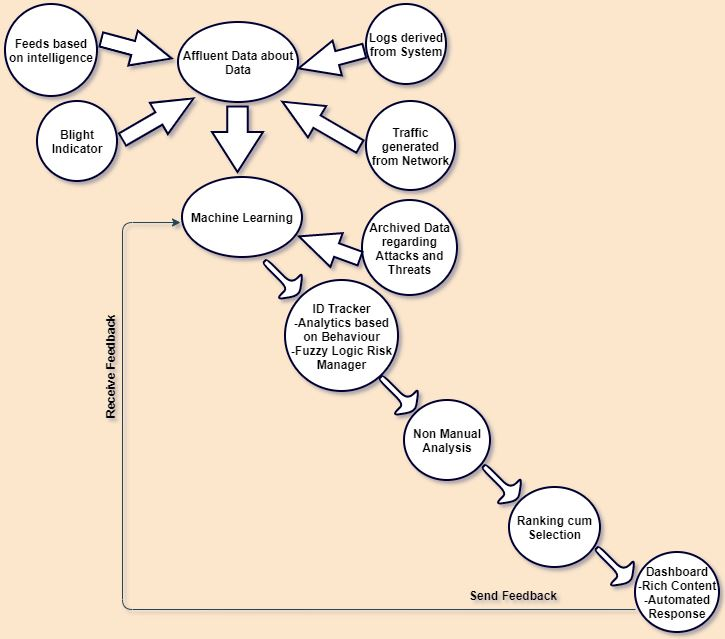 Feeds based
on intelligence
Affluent Data about
Data
Logs derived
from System
Blight
Indicator
Traffic
generated
from Network
Machine Learning
Archived Data
regarding
Attacks and
Threats
ID Tracker
-Analytics based
on Behaviour
-Fuzzy Logic Risk
Manager
Receive Feedback
Non Manual
Analysis
Ranking cum
Selection
Send Feedback
Dashboard
-Rich Content
-Automated
Response